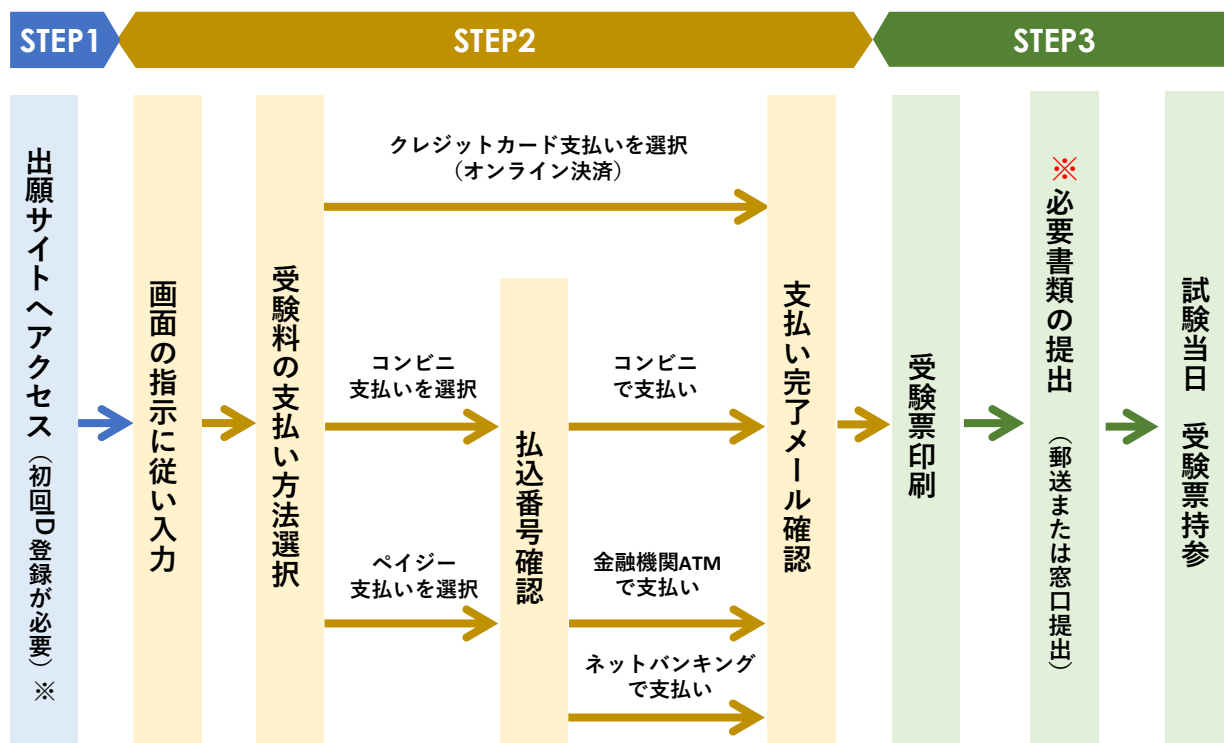 STEP1
STEP2
STEP3
出願サイトへアクセス（初回ID登録が必要）※
画面の指示に従い入力
受験料の支払い方法選択
クレジットカード支払いを選択
（オンライン決済）
コンビニ
支払いを選択
ペイジー
支払いを選択
払込番号確認
コンビニ
で支払い
金融機関ATM
で支払い
ネットバンキング
で支払い
支払い完了メール確認
受験票印刷
※必要書類の提出（郵送または窓口提出）
試験当日 受験票持参